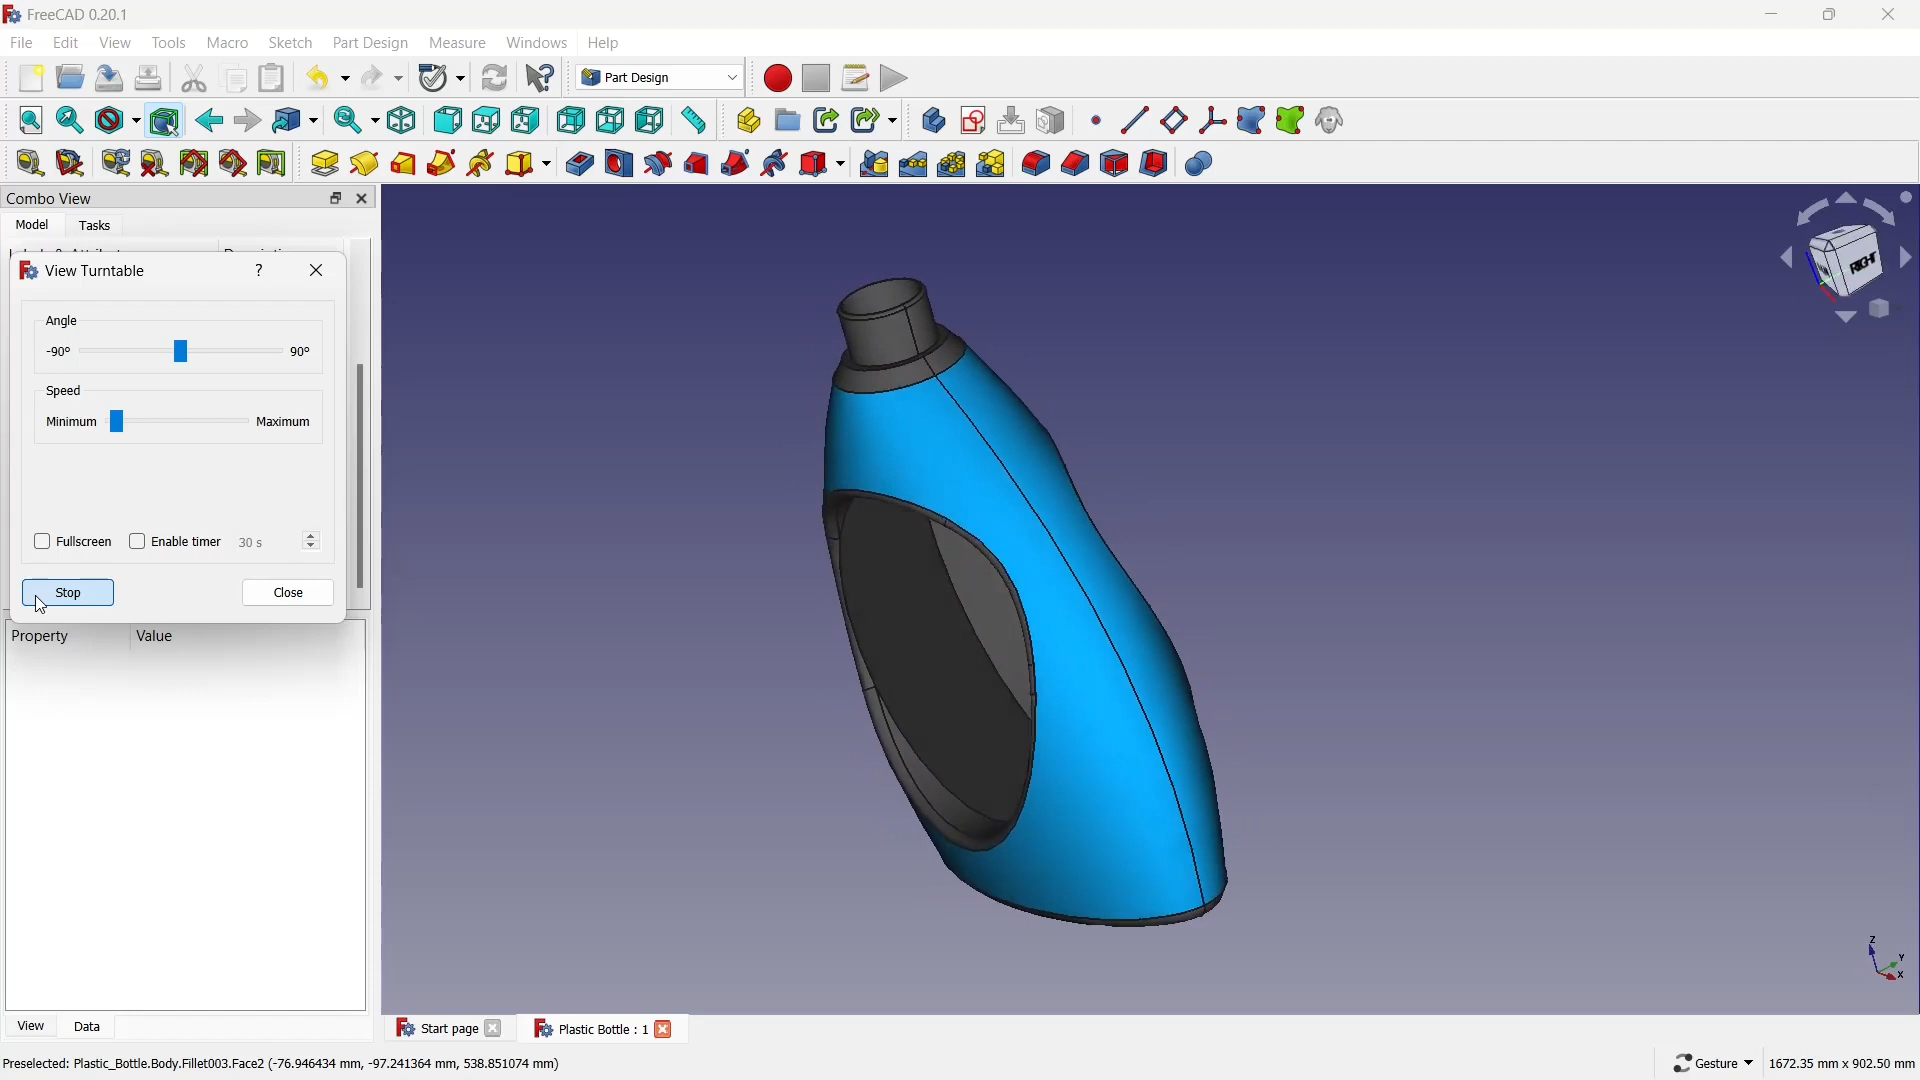 FreeCAD 0.20.1
File Edit View Tools Macro Sketch Part Design Measure Windows Help
Part Design
Combo View
Model Tasks
View Turntable ?
Angle
-90º 90º
Speed
Minimum Maximum
Fullscreen Enable timer 30 s
Stop Close
Property Value
RIGHT
Z
Y
X
View Data
Start page Plastic Bottle : 1
Preselected: Plastic_Bottle.Body.Fillet003.Face2 (-76.946434 mm, -97.241364 mm, 538.851074 mm)
Gesture 1672.35 mm x 902.50 mm